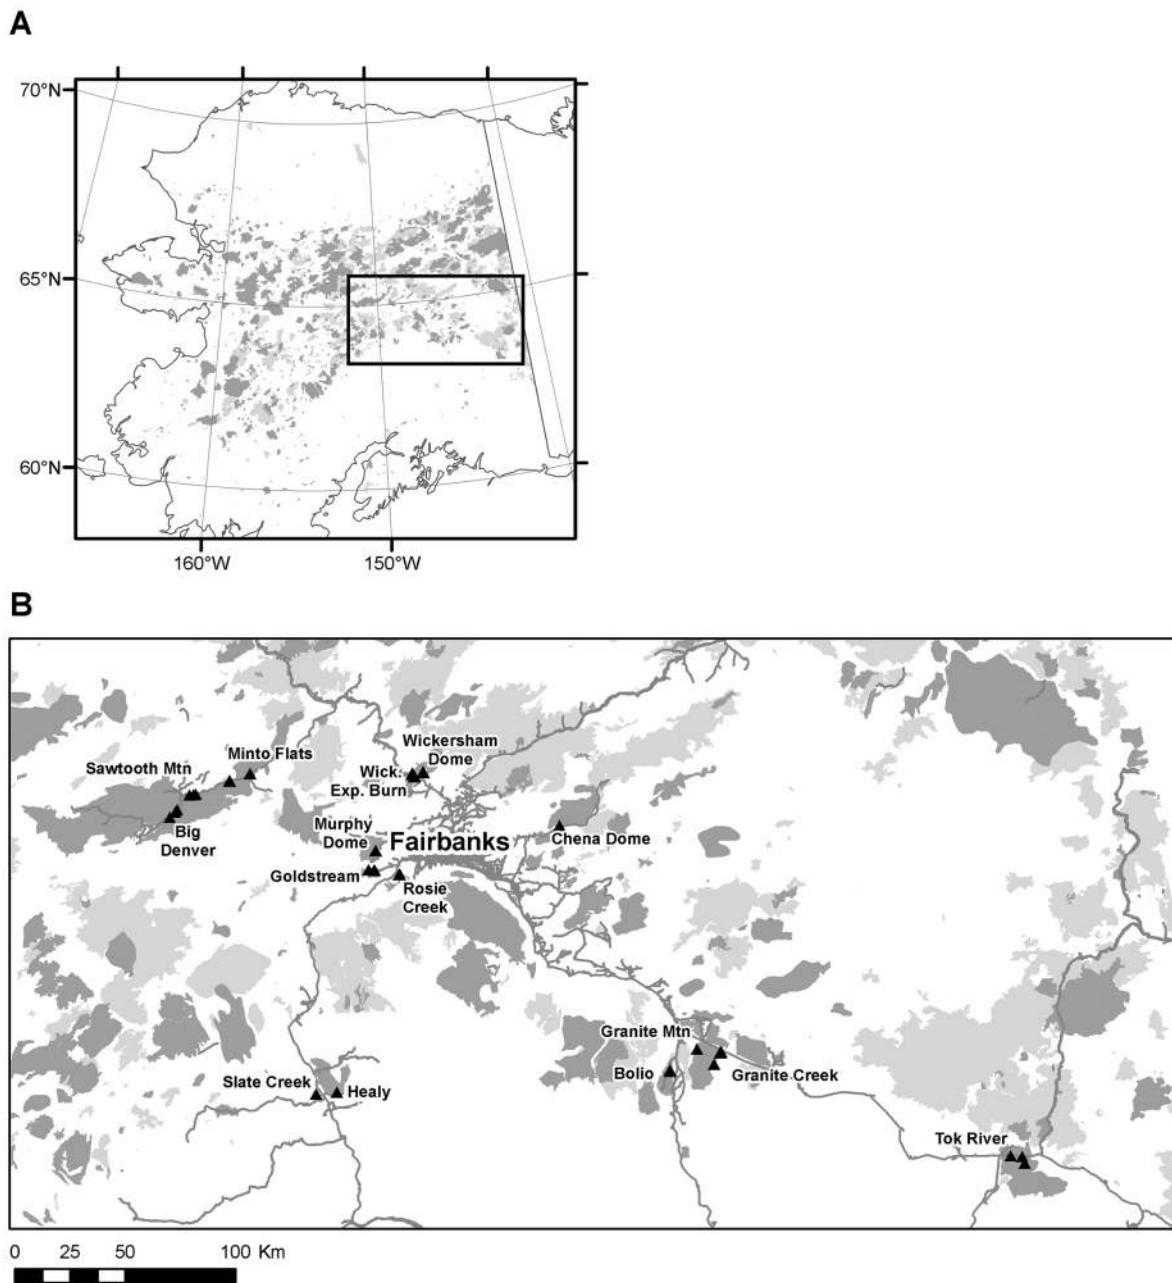 A
70°N
65°N
60°N
160°W
150°W
B
Wickersham
Dome
Minto Flats
Sawtooth Mtn
Wick.
Exp. Burn
Big
Denver
Murphy
Dome
Fairbanks
Chena Dome
Goldstream
Rosie
Creek
Granite Mtn
Bolio
Granite Creek
Slate Creek
Healy
Tok River
0 25 50 100 Km